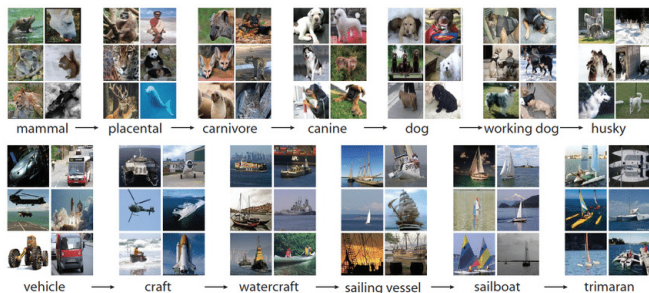 mammal → placental → carnivore → canine → dog → working dog → husky
vehicle → craft → watercraft → sailing vessel → sailboat → trimaran